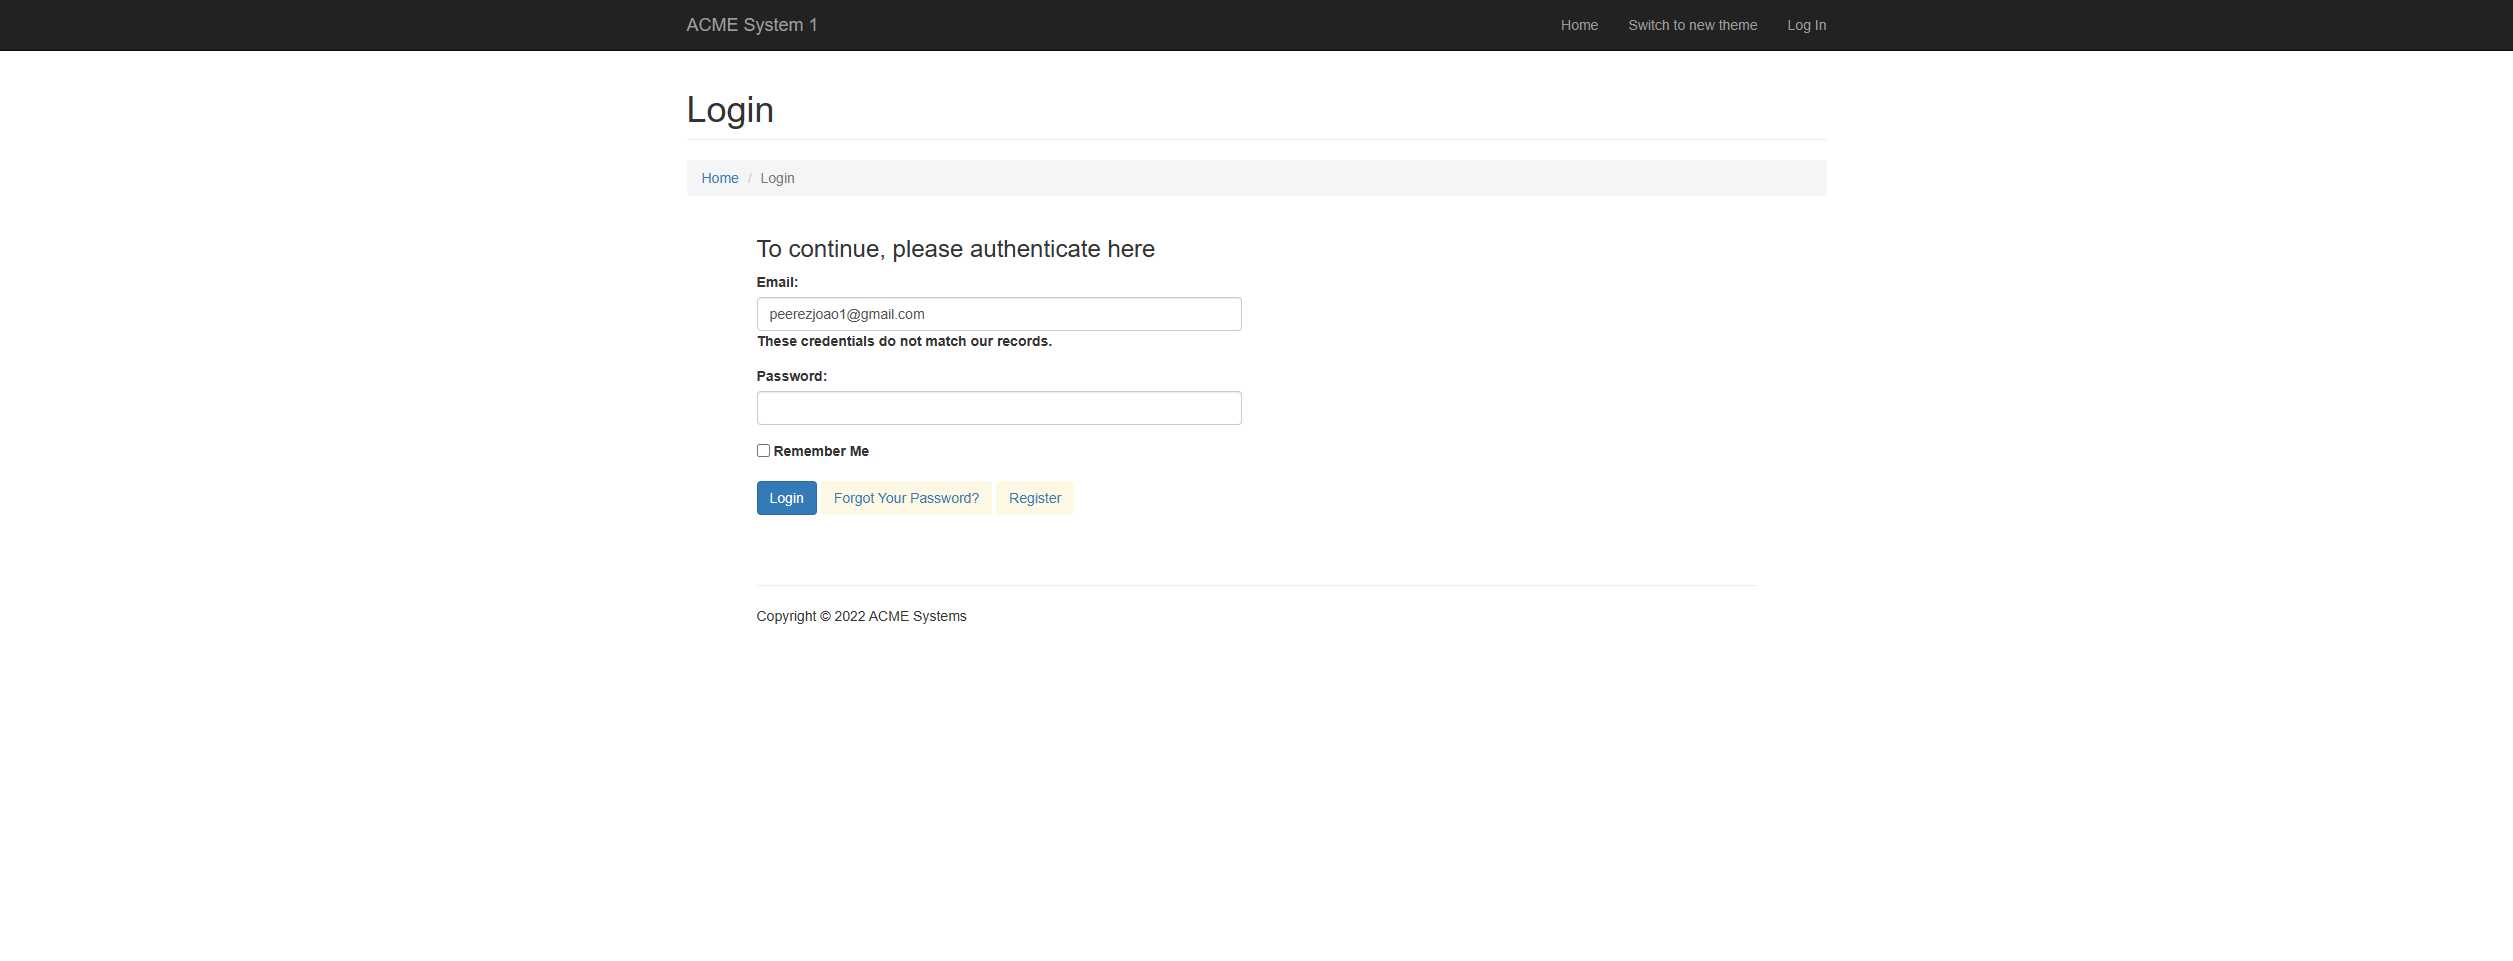 ACME System 1 Home Switch to new theme Log In
Login
Home / Login
To continue, please authenticate here
Email:
peerezjoao1@gmail.com
These credentials do not match our records.
Password:
Remember Me
Login Forgot Your Password? Register
Copyright © 2022 ACME Systems